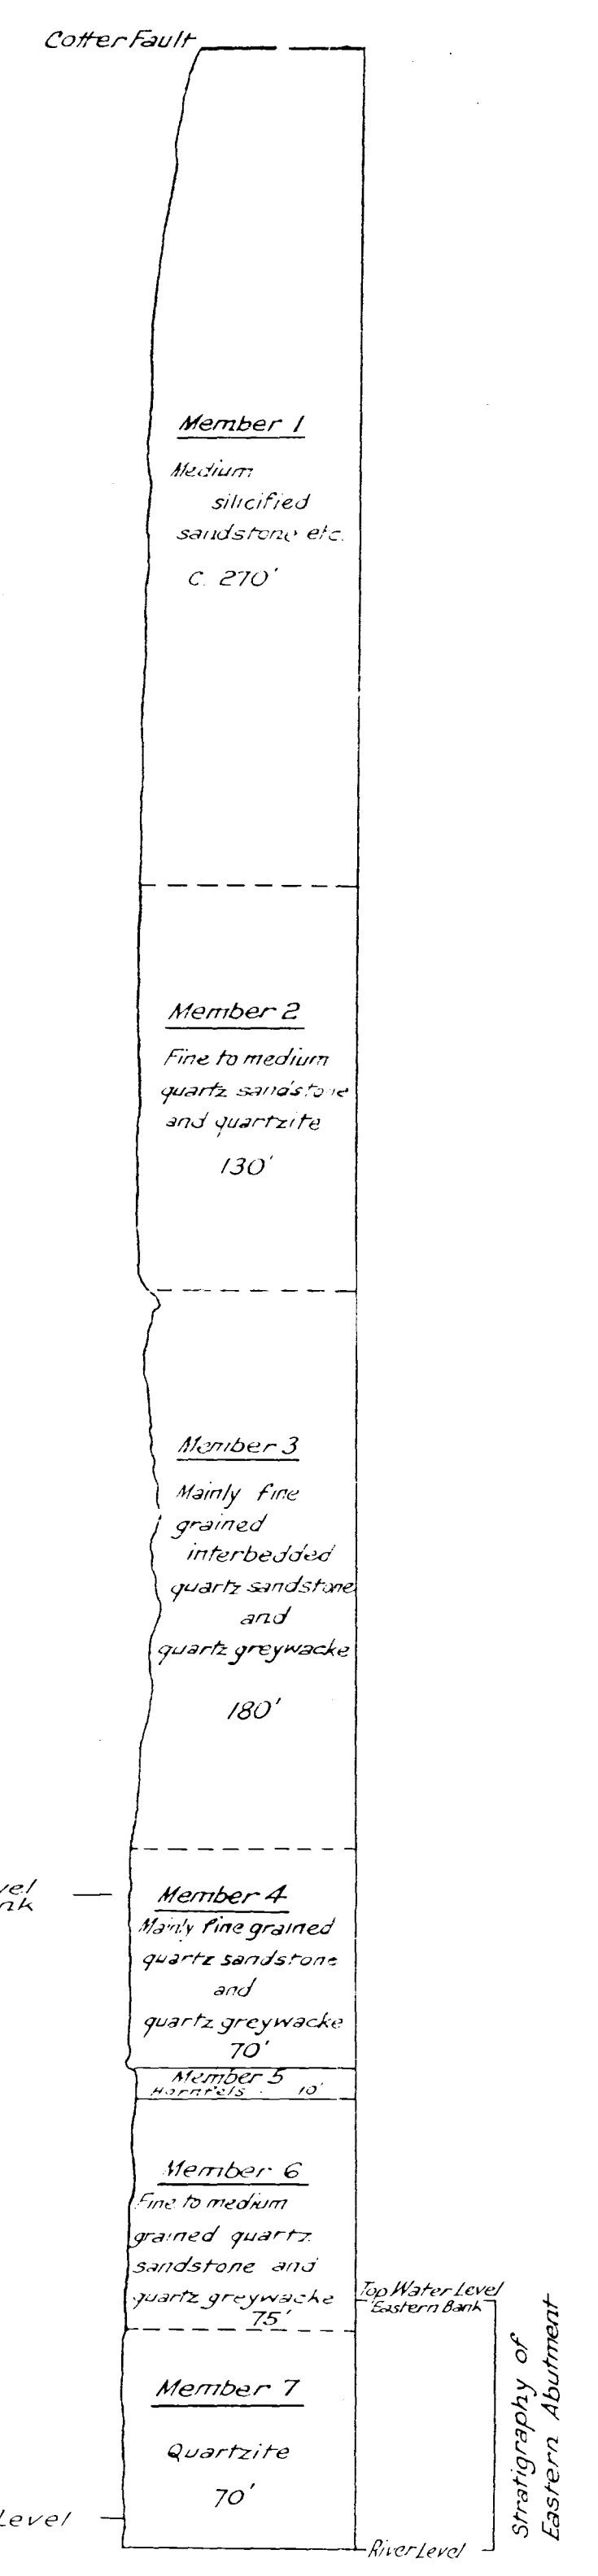 Cotter Fault
Member 1
Medium
silicified
sandstone etc.
C. 270'
Member 2
Fine to medium
quartz sandstone
and quartzite
130'
Member 3
Mainly fine
grained
interbedded
quartz sandstone
and
quartz greywacke
180'
vel
nk
Member 4
Mainly fine grained
quartz sandstone
and
quartz greywacke
70'
Member 5
Hornfels . 10'
Member 6
Fine to medium
grained quartz
sandstone and
quartz greywacke
75'
Top Water Level
Eastern Bank
Member 7
Quartzite
70'
Level
River Level
Stratigraphy of
Eastern Abutment